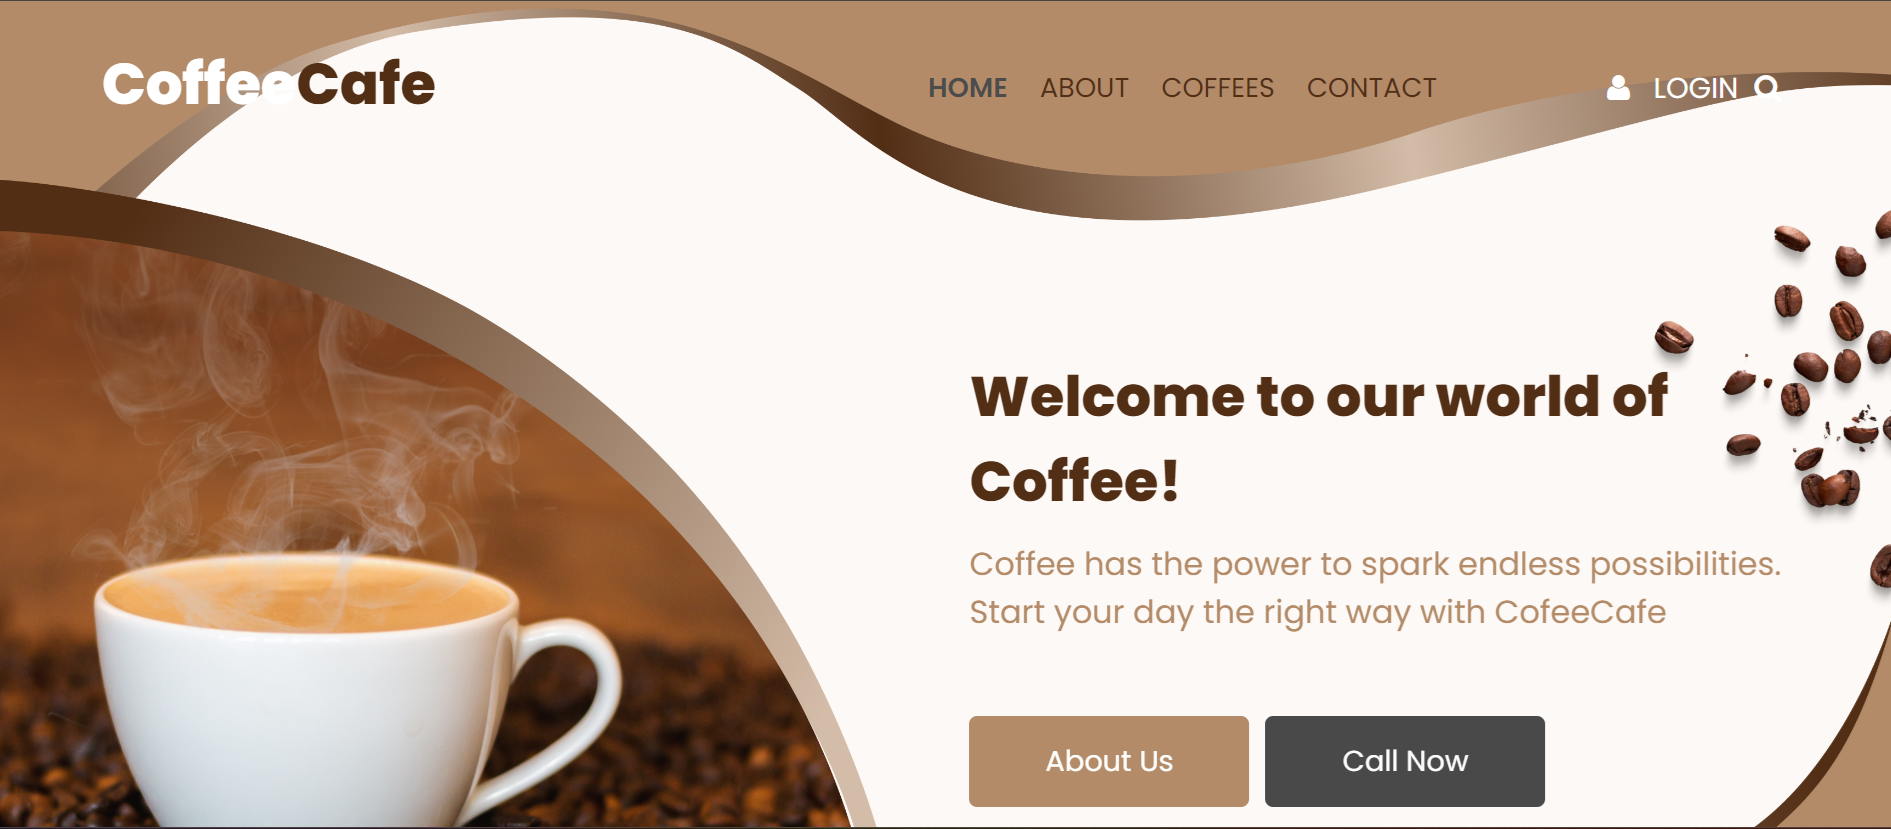 CoffeeCafe
HOME ABOUT COFFEES CONTACT LOGIN
Welcome to our world of
Coffee!
Coffee has the power to spark endless possibilities.
Start your day the right way with CofeeCafe
About Us Call Now